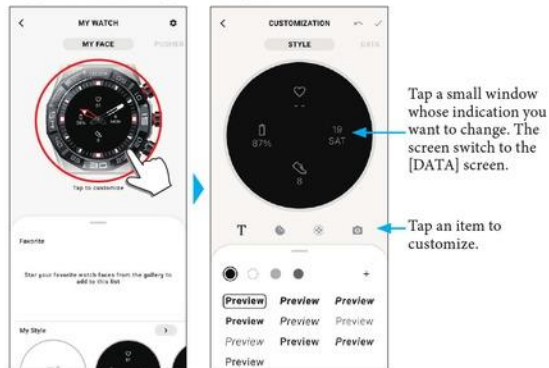 MY WATCH
MY FACE
PUSHER
Tap to customize
Favorite
Star your favorite watch faces from the gallery to
add to this list
My Style
CUSTOMIZATION
STYLE
DATA
--
87%
19
SAT
8
T
Preview Preview Preview
Preview Preview Preview
Preview Preview Preview
Preview
Tap a small window
whose indication you
want to change. The
screen switch to the
[DATA] screen.
Tap an item to
customize.